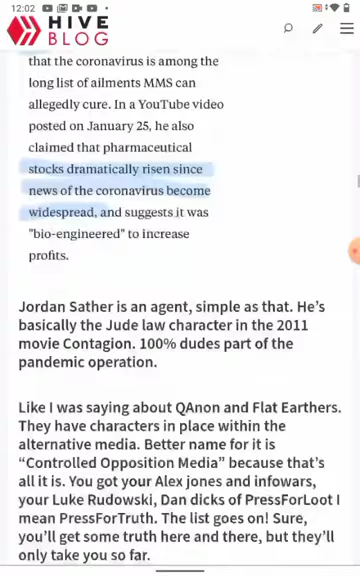 12:02
HIVE
BLOG
that the coronavirus is among the
long list of ailments MMS can
allegedly cure. In a YouTube video
posted on January 25, he also
claimed that pharmaceutical
stocks dramatically risen since
news of the coronavirus become
widespread, and suggests it was
"bio-engineered" to increase
profits.
Jordan Sather is an agent, simple as that. He's
basically the Jude law character in the 2011
movie Contagion. 100% dudes part of the
pandemic operation.
Like I was saying about QAnon and Flat Earthers.
They have characters in place within the
alternative media. Better name for it is
“Controlled Opposition Media” because that's
all it is. You got your Alex jones and infowars,
your Luke Rudowski, Dan dicks of PressForLoot I
mean PressForTruth. The list goes on! Sure,
you'll get some truth here and there, but they'll
only take you so far.